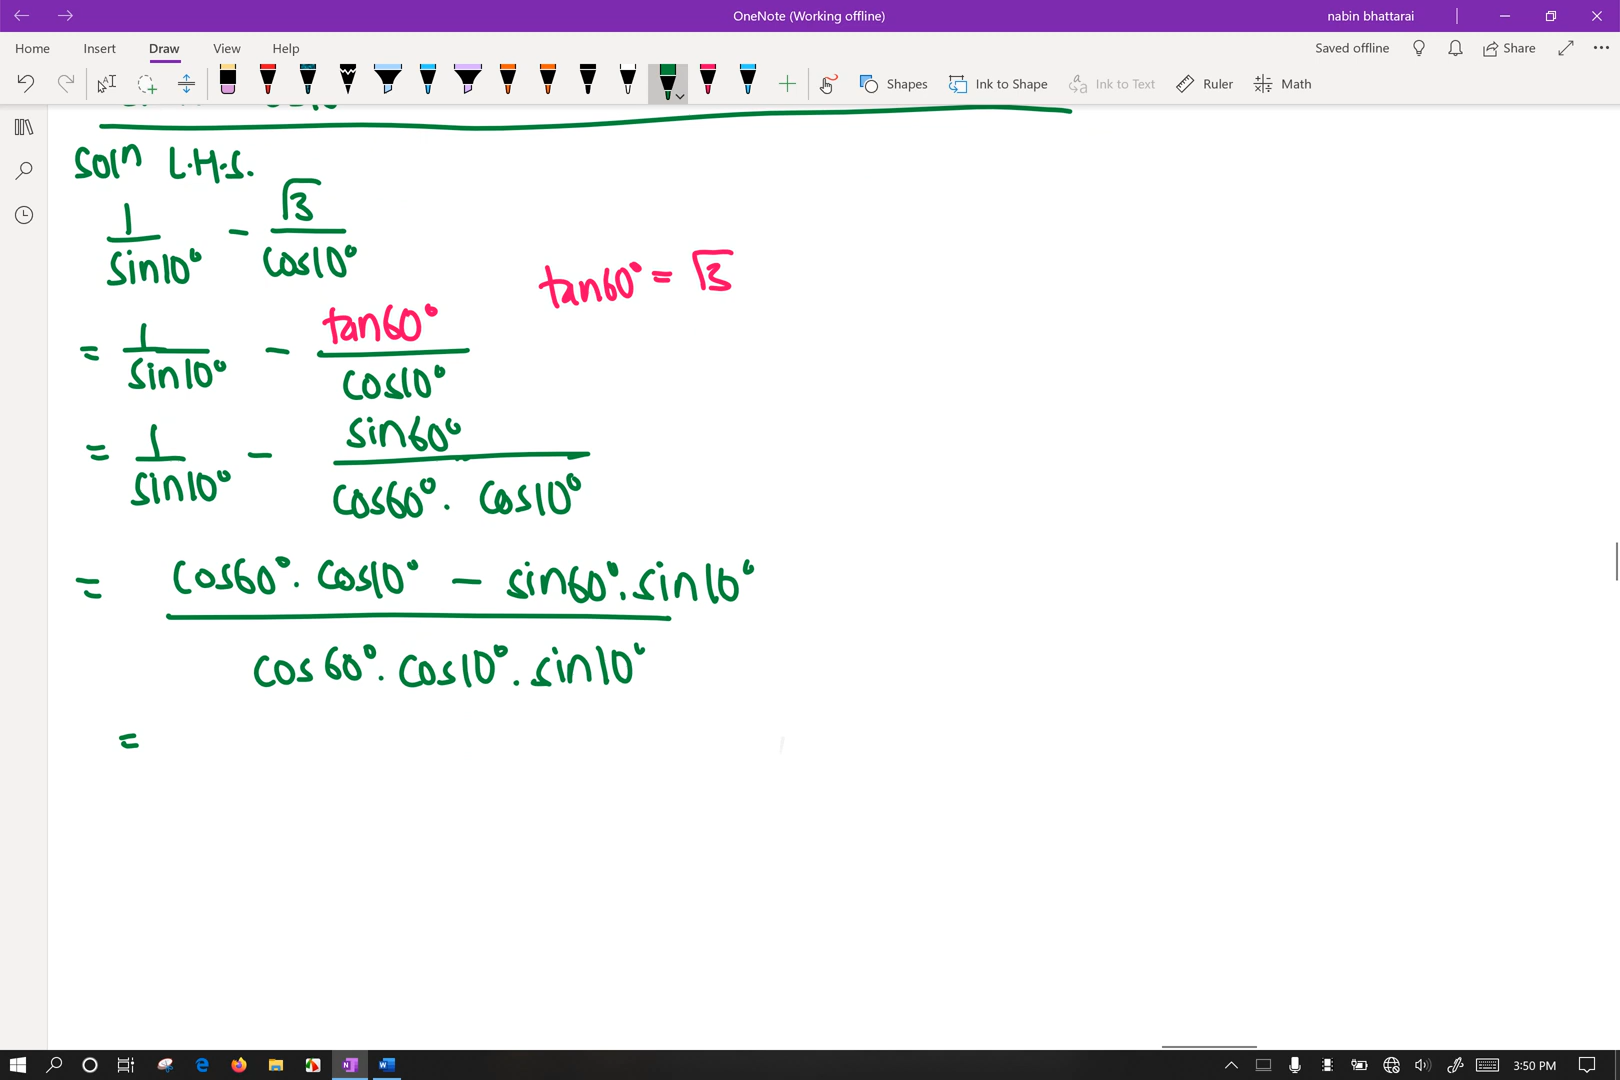 OneNote (Working offline)
nabin bhattarai
Home Insert Draw View Help
Saved offline
Share
Shapes
Ink to Shape
Ink to Text
Ruler
Math
Soln L.H.S.
1/sin10° - √3/cos10°
tan60° = √3
= 1/sin10° - tan60°/cos10°
= 1/sin10° - sin60°/cos60°. cos10°
= cos60°. cos10° - sin60°. sin10°
cos60°. cos10°. sin10°
=
3:50 PM